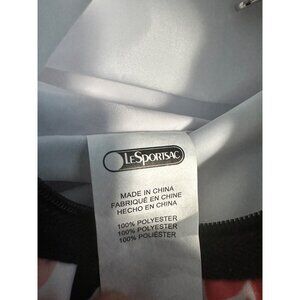 LESPORTSAC
MADE IN CHINA
FABRIQUÉ EN CHINE
HECHO EN CHINA
100% POLYESTER
100% POLYESTER
100% POLIÉSTER